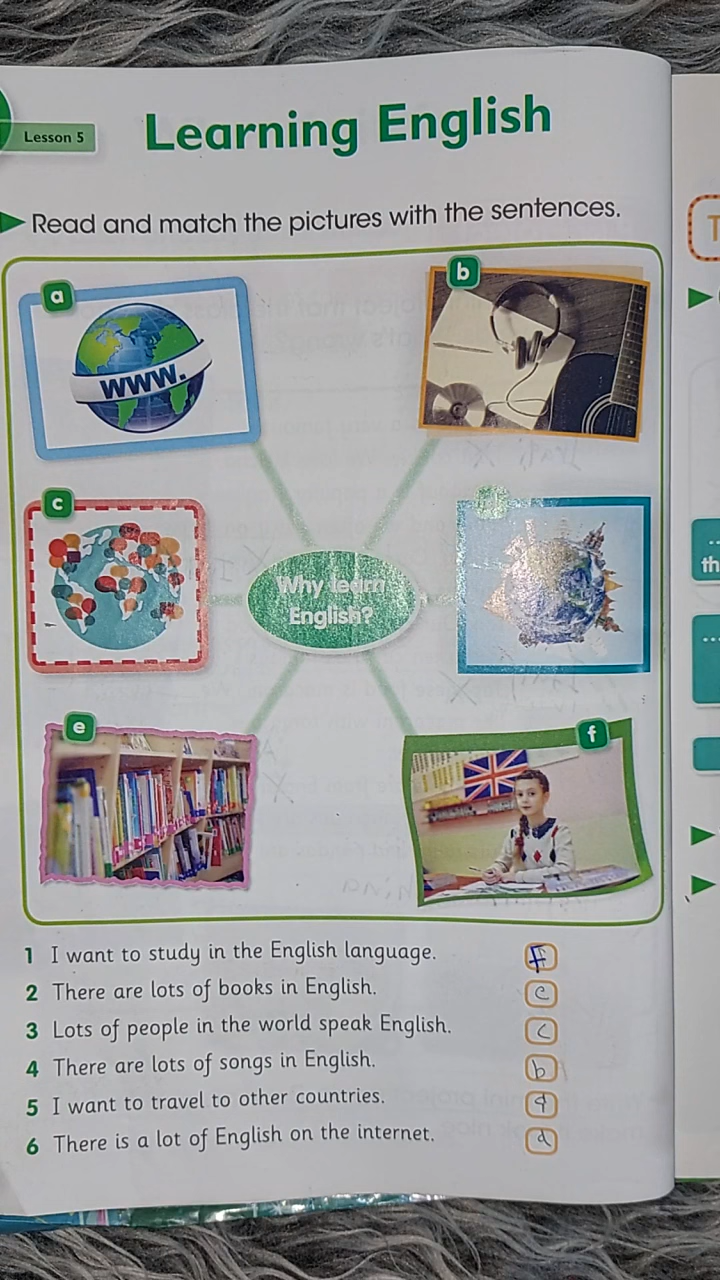 Lesson 5
Learning English
Read and match the pictures with the sentences.
a
b
www.
c
Why learn
English?
th
e
f
1 I want to study in the English language. F
2 There are lots of books in English. e
3 Lots of people in the world speak English. c
4 There are lots of songs in English. b
5 I want to travel to other countries.
6 There is a lot of English on the internet. a